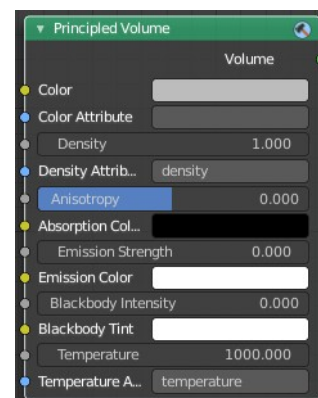 Principled Volume
Volume
Color
Color Attribute
Density 1.000
Density Attrib... density
Anisotropy 0.000
Absorption Col...
Emission Strength 0.000
Emission Color
Blackbody Intensity 0.000
Blackbody Tint
Temperature 1000.000
Temperature A... temperature